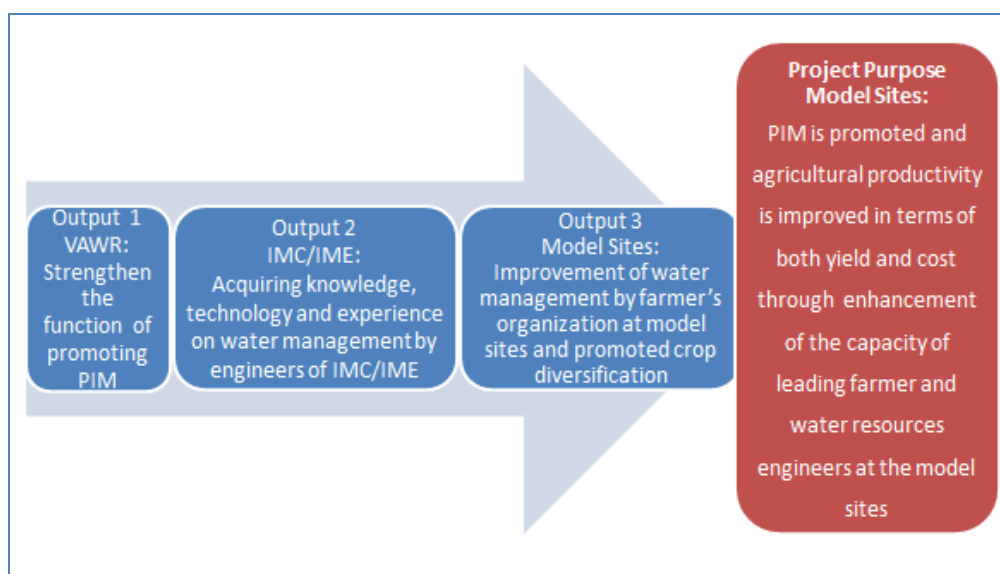 Output 1
VAWR:
Strengthen
the
function of
promoting
PIM
Output 2
IMC/IME:
Acquiring knowledge,
technology and experience
on water management by
engineers of IMC/IME
Output 3
Model Sites:
Improvement of water
management by farmer's
organization at model
sites and promoted crop
diversification
Project Purpose
Model Sites:
PIM is promoted and
agricultural productivity
is improved in terms of
both yield and cost
through enhancement
of the capacity of
leading farmer and
water resources
engineers at the model
sites